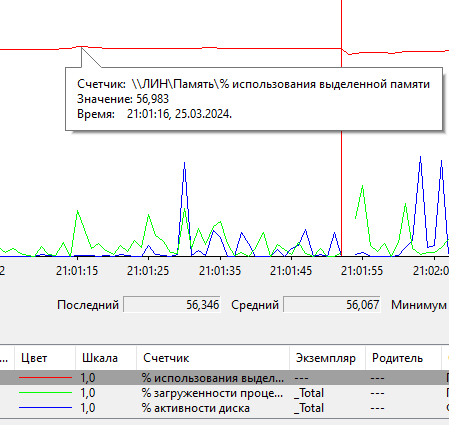 Счетчик: \\ЛИН\Память\% использования выделенной памяти
Значение: 56,983
Время: 21:01:16, 25.03.2024.
2 21:01:15 21:01:25 21:01:35 21:01:45 21:01:55 21:02:0
Последний 56,346 Средний 56,067 Минимум
... Цвет Шкала Счетчик Экземпляр Родитель
1,0 % использования выдел... --- ---
1,0 % загруженности проце... _Total ---
1,0 % активности диска _Total ---